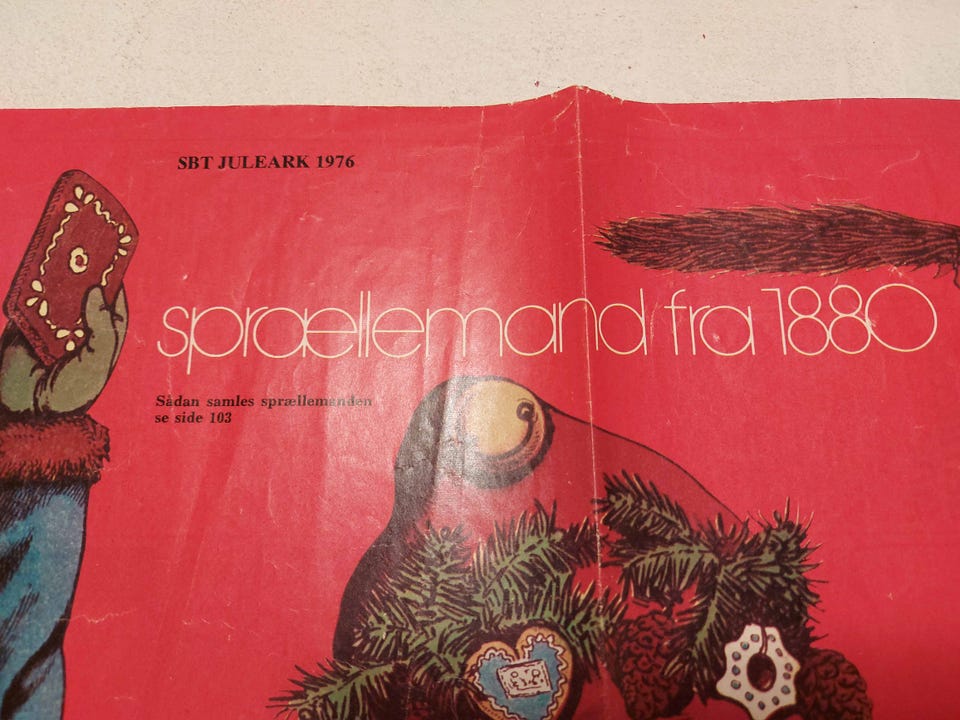 SBT JULEARK 1976
sprællemand fra 1880
Sådan samles sprællemanden
se side 103